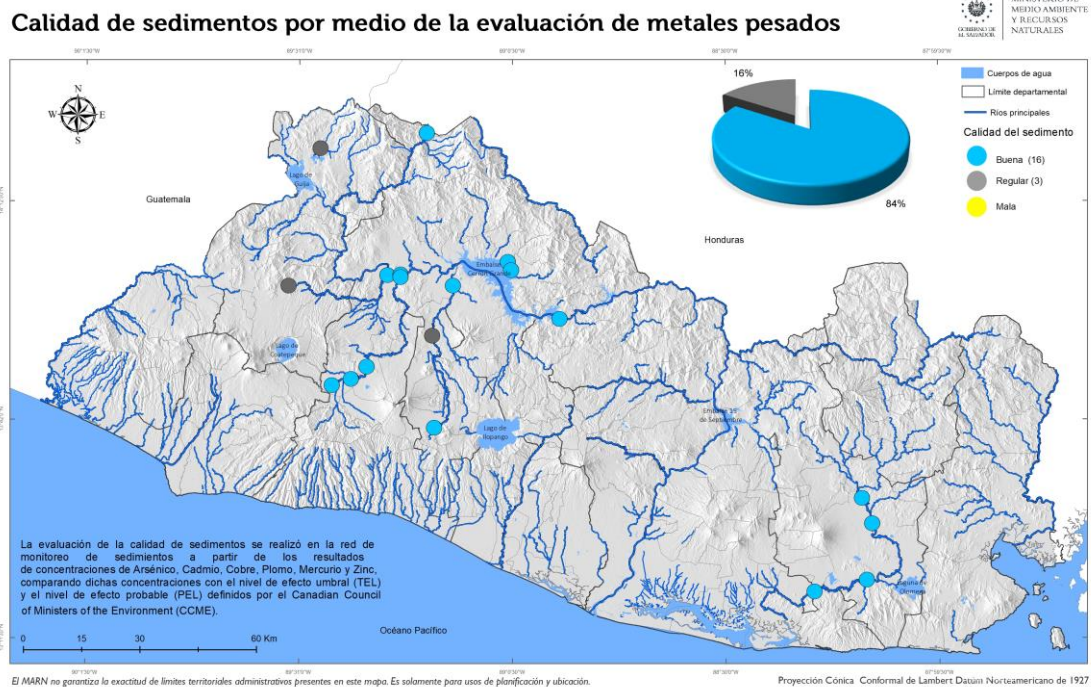 Calidad de sedimentos por medio de la evaluación de metales pesados
MINISTERIO DE
MEDIO AMBIENTE
Y RECURSOS
NATURALES
GOBIERNO DE
EL SALVADOR
N
W E
S
16%
84%
Cuerpos de agua
Límite departamental
Ríos principales
Calidad del sedimento
Buena (16)
Regular (3)
Mala
Guatemala
Honduras
Lago de
Güija
Embalse
Lago de
Coatepeque
Lago de
Ilopango
Embalse 15
de Septiembre
Laguna de
Olomega
La evaluación de la calidad de sedimentos se realizó en la red de
monitoreo de sedimentos a partir de los resultados
de concentraciones de Arsénico, Cadmio, Cobre, Plomo, Mercurio y Zinc,
comparando dichas concentraciones con el nivel de efecto umbral (TEL)
y el nivel de efecto probable (PEL) definidos por el Canadian Council
of Ministers of the Environment (CCME).
0 15 30 60 Km
Océano Pacífico
El MARN no garantiza la exactitud de límites territoriales administrativos presentes en este mapa. Es solamente para usos de planificación y ubicación.
Proyección Cónica Conformal de Lambert Datum Norteamericano de 1927